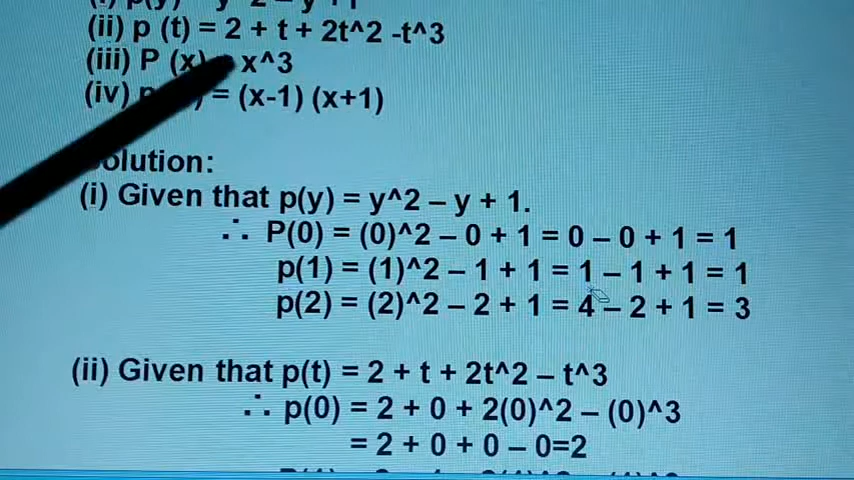 (ii) p (t) = 2 + t + 2t^2 -t^3
(iii) P (x) x^3
(iv) = (x-1) (x+1)
olution:
(i) Given that p(y) = y^2 – y + 1.
∴ P(0) = (0)^2 – 0 + 1 = 0 – 0 + 1 = 1
p(1) = (1)^2 – 1 + 1 = 1 – 1 + 1 = 1
p(2) = (2)^2 – 2 + 1 = 4 – 2 + 1 = 3
(ii) Given that p(t) = 2 + t + 2t^2 – t^3
∴ p(0) = 2 + 0 + 2(0)^2 – (0)^3
= 2 + 0 + 0 – 0=2